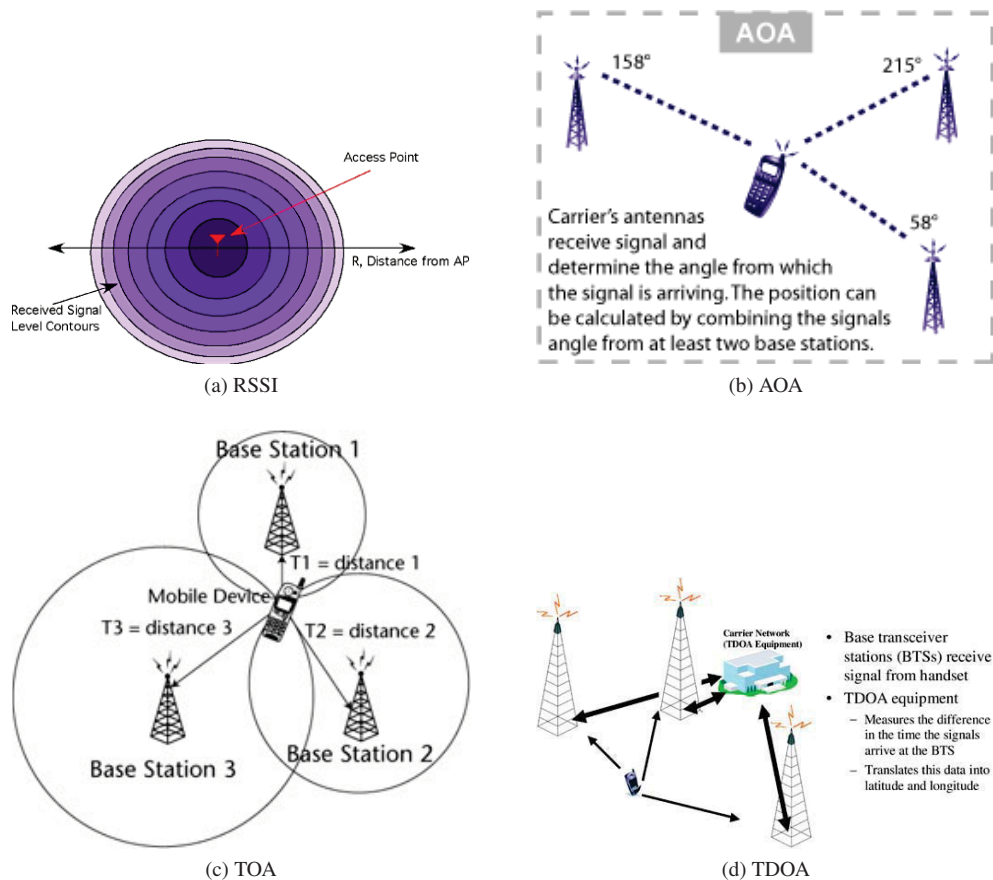 Access Point
R, Distance from AP
Received Signal
Level Contours
(a) RSSI
AOA
158°
215°
58°
Carrier's antennas
receive signal and
determine the angle from which
the signal is arriving. The position can
be calculated by combining the signals
angle from at least two base stations.
(b) AOA
Base Station 1
T1 = distance 1
Mobile Device
T3 = distance 3
T2 = distance 2
Base Station 2
Base Station 3
(c) TOA
Carrier Network
(TDOA Equipment)
• Base transceiver
stations (BTSs) receive
signal from handset
• TDOA equipment
– Measures the difference
in the time the signals
arrive at the BTS
– Translates this data into
latitude and longitude
(d) TDOA